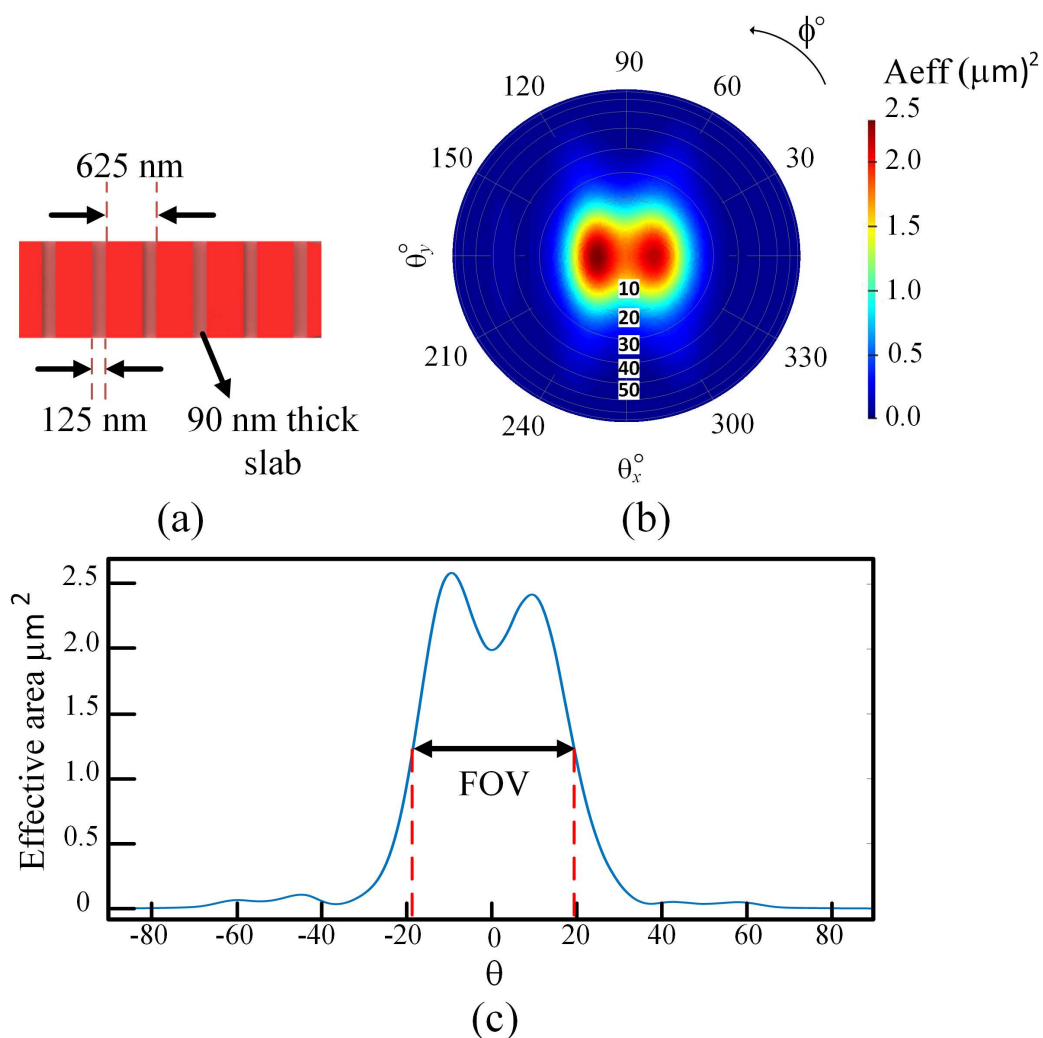 625 nm
125 nm
90 nm thick
slab
(a)
ϕ°
Aeff (μm)²
90
120
60
150
30
210
330
240
300
10
20
30
40
50
θy°
θx°
2.5
2.0
1.5
1.0
0.5
0.0
(b)
Effective area μm²
2.5
2.0
1.5
1.0
0.5
0
FOV
-80 -60 -40 -20 0 20 40 60 80
θ
(c)